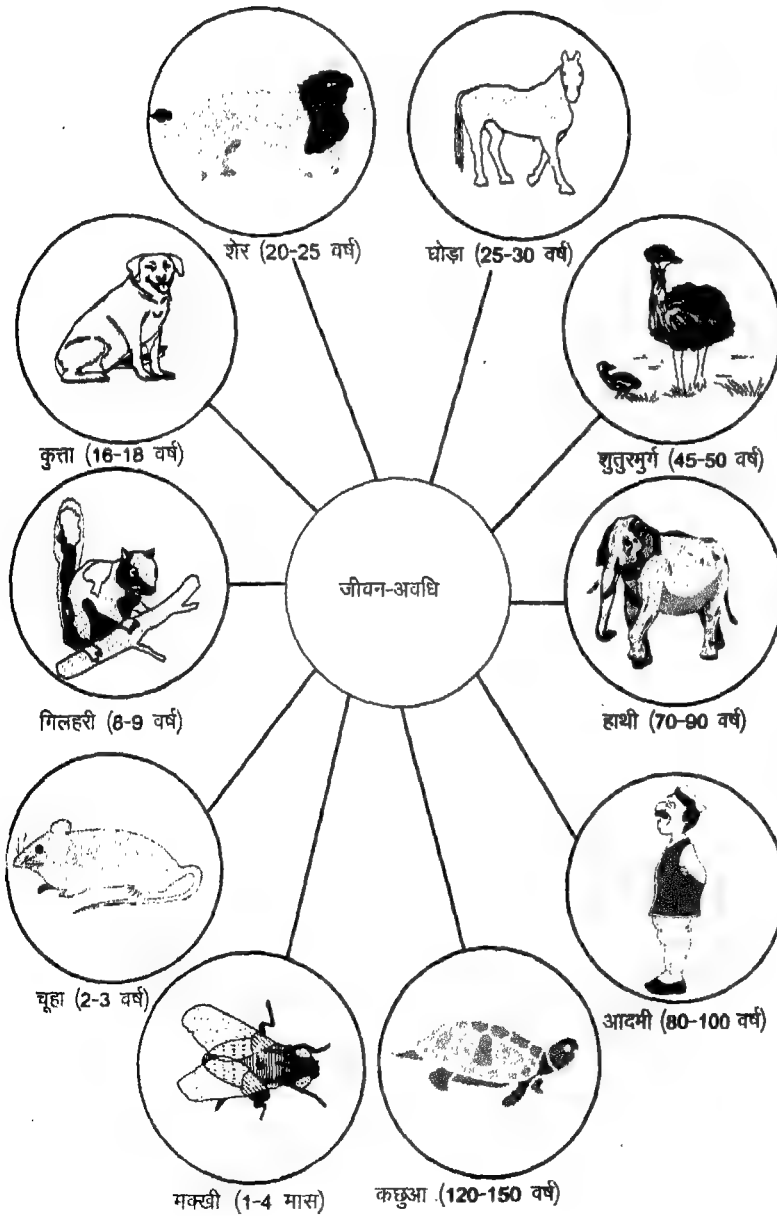 शेर (20-25 वर्ष)
घोड़ा (25-30 वर्ष)
कुत्ता (16-18 वर्ष)
शुतुरमुर्ग (45-50 वर्ष)
जीवन-अवधि
गिलहरी (8-9 वर्ष)
हाथी (70-90 वर्ष)
चूहा (2-3 वर्ष)
आदमी (80-100 वर्ष)
मक्खी (1-4 मास)
कछुआ (120-150 वर्ष)